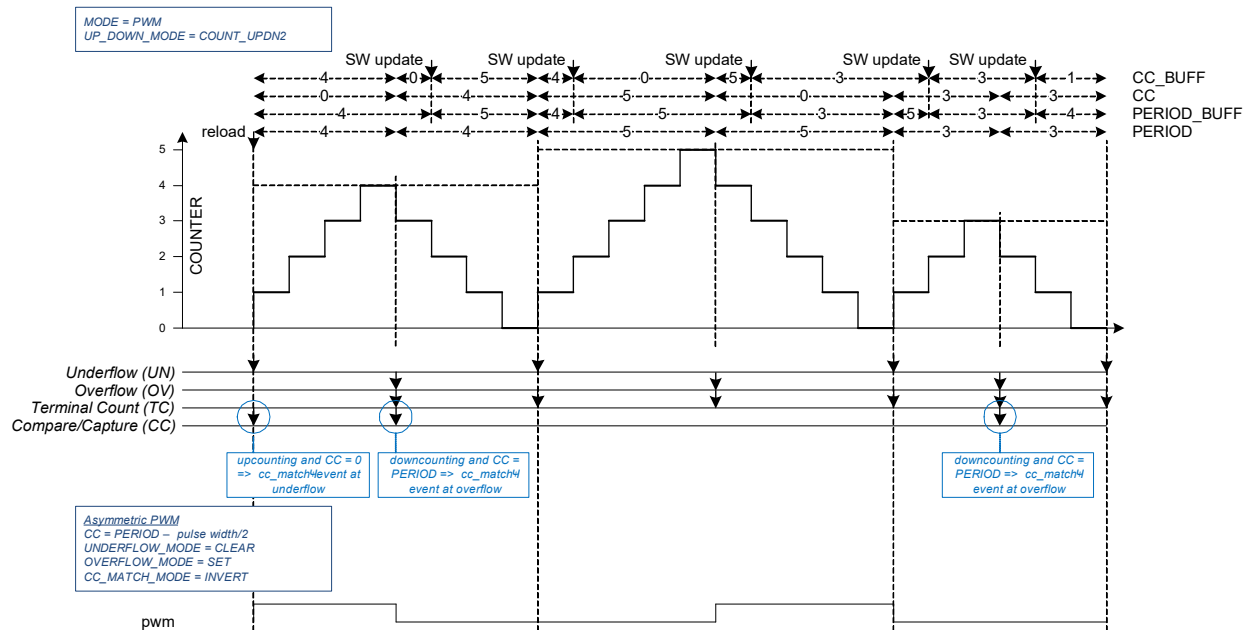 MODE = PWM
UP_DOWN_MODE = COUNT_UPDN2
SW update SW update SW update SW update SW update
4 0 5 4 0 5 3 3 1 CC_BUFF
0 4 5 0 3 3 CC
4 5 4 5 3 5 3 4 PERIOD_BUFF
reload 4 4 5 5 3 3 PERIOD
5
4
3
2
1
0
COUNTER
Underflow (UN)
Overflow (OV)
Terminal Count (TC)
Compare/Capture (CC)
upcounting and CC = 0
=> cc_match event at
underflow
downcounting and CC =
PERIOD => cc_match
event at overflow
downcounting and CC =
PERIOD => cc_match
event at overflow
Asymmetric PWM
CC = PERIOD – pulse width/2
UNDERFLOW_MODE = CLEAR
OVERFLOW_MODE = SET
CC_MATCH_MODE = INVERT
pwm